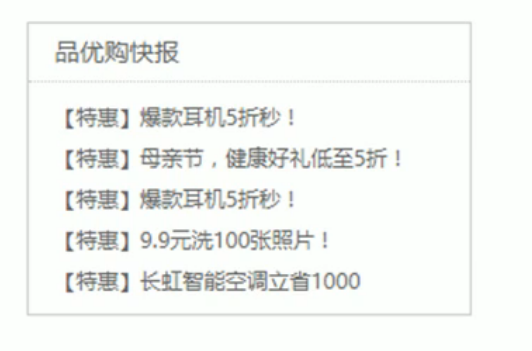 品优购快报
【特惠】爆款耳机5折秒！
【特惠】母亲节，健康好礼低至5折！
【特惠】爆款耳机5折秒！
【特惠】9.9元洗100张照片！
【特惠】长虹智能空调立省1000